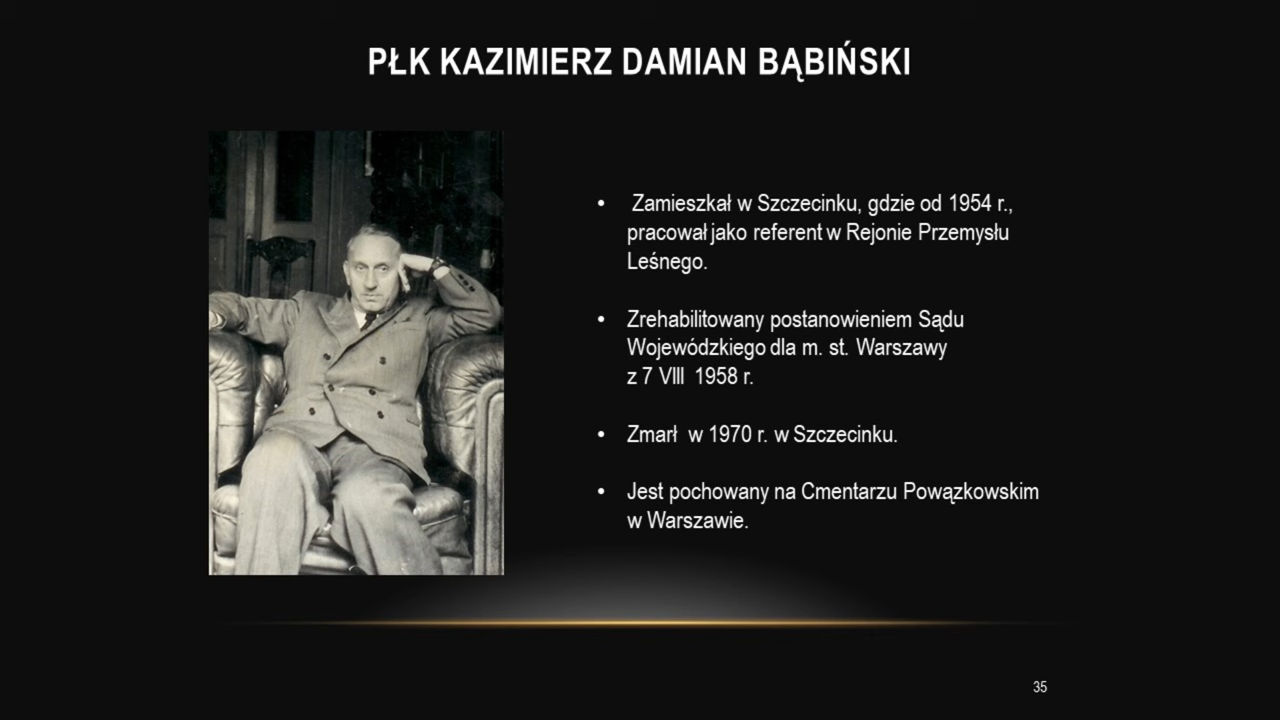 PŁK KAZIMIERZ DAMIAN BĄBIŃSKI
• Zamieszkał w Szczecinku, gdzie od 1954 r.,
pracował jako referent w Rejonie Przemysłu
Leśnego.
• Zrehabilitowany postanowieniem Sądu
Wojewódzkiego dla m. st. Warszawy
z 7 VIII 1958 r.
• Zmarł w 1970 r. w Szczecinku.
• Jest pochowany na Cmentarzu Powązkowskim
w Warszawie.
35